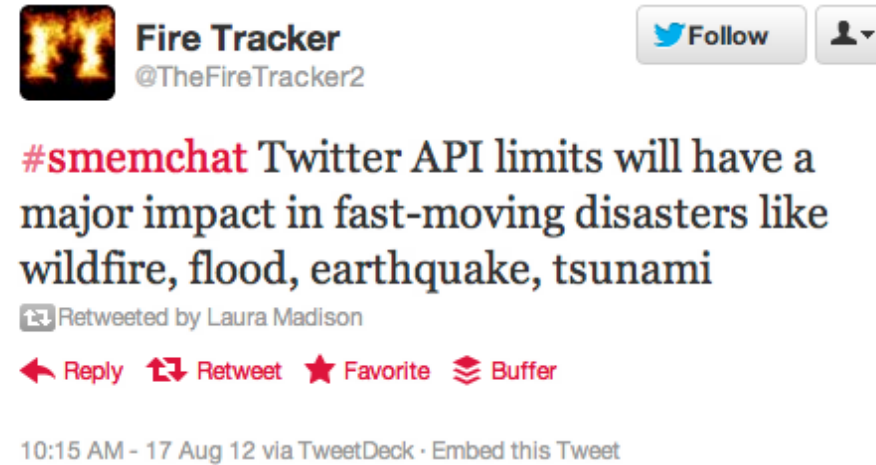 FT
Fire Tracker
@TheFireTracker2
Follow
#smemchat Twitter API limits will have a
major impact in fast-moving disasters like
wildfire, flood, earthquake, tsunami
Retweeted by Laura Madison
Reply Retweet Favorite Buffer
10:15 AM - 17 Aug 12 via TweetDeck · Embed this Tweet